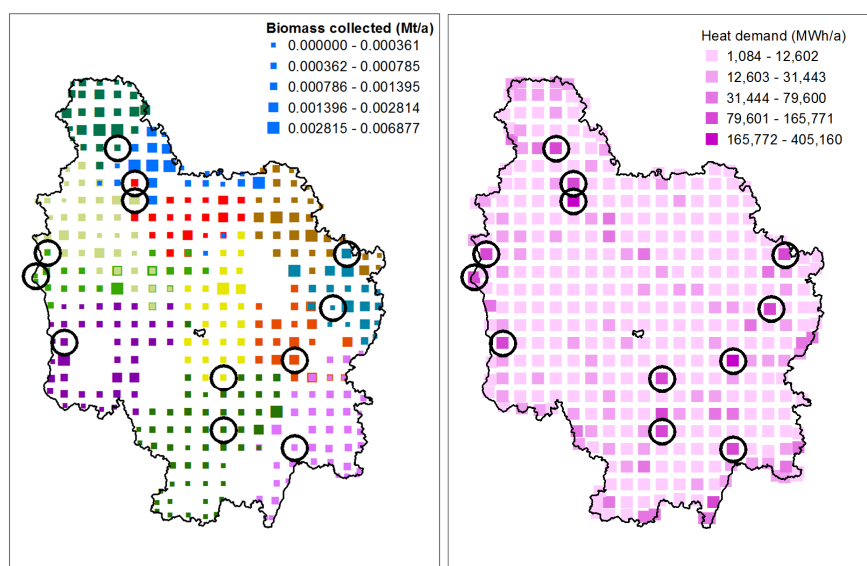 Biomass collected (Mt/a)
0.000000 - 0.000361
0.000362 - 0.000785
0.000786 - 0.001395
0.001396 - 0.002814
0.002815 - 0.006877
Heat demand (MWh/a)
1,084 - 12,602
12,603 - 31,443
31,444 - 79,600
79,601 - 165,771
165,772 - 405,160